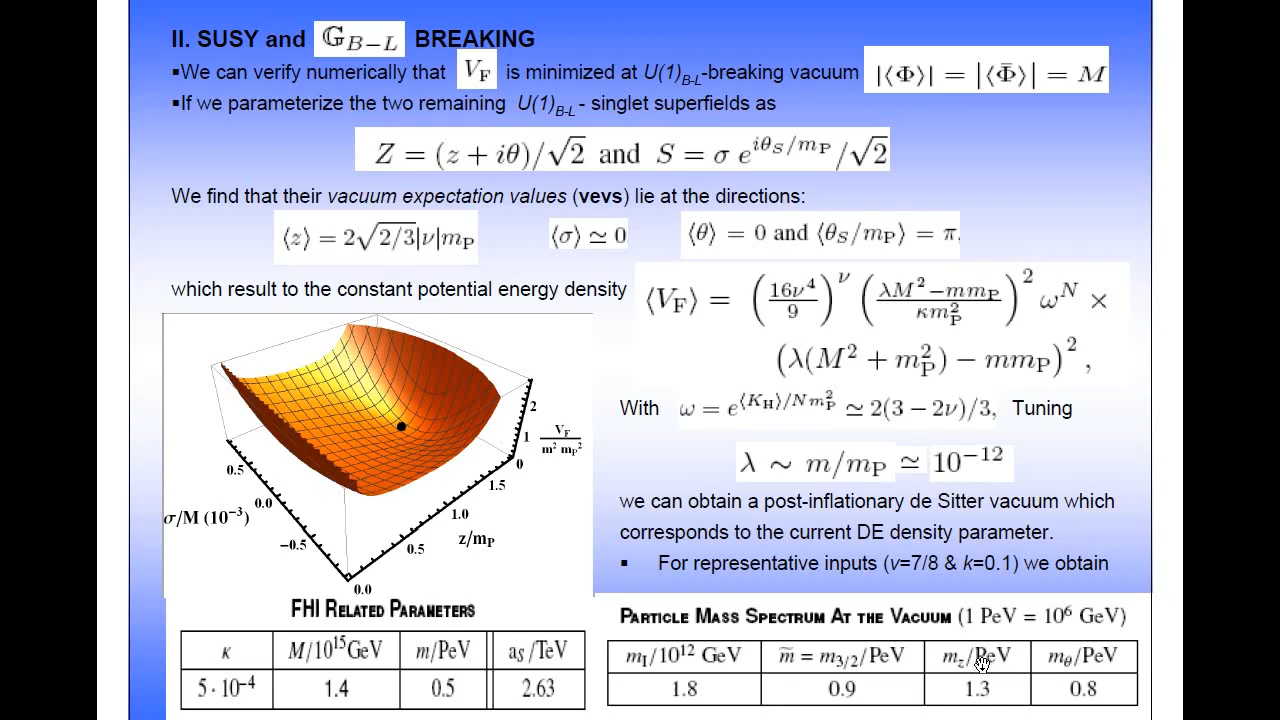 II. SUSY and 𝔾_{B−L} BREAKING
▪We can verify numerically that V_F is minimized at U(1)_{B-L}-breaking vacuum |⟨Φ⟩| = |⟨Φ̄⟩| = M
▪If we parameterize the two remaining U(1)_{B-L} - singlet superfields as
Z = (z + iθ)/√2 and S = σ e^{iθ_S/m_P}/√2
We find that their vacuum expectation values (vevs) lie at the directions:
⟨z⟩ = 2√(2/3)|ν|m_P ⟨σ⟩ ≃ 0 ⟨θ⟩ = 0 and ⟨θ_S/m_P⟩ = π.
which result to the constant potential energy density ⟨V_F⟩ = (16ν⁴/9)^ν ((λM²−mm_P)/(κm_P²))² ω^N ×
(λ(M² + m_P²) − mm_P)²,
With ω = e^{⟨K_H⟩/Nm_P²} ≃ 2(3 − 2ν)/3, Tuning
λ ∼ m/m_P ≃ 10^{−12}
we can obtain a post-inflationary de Sitter vacuum which
corresponds to the current DE density parameter.
▪ For representative inputs (ν=7/8 & k=0.1) we obtain
2
1
0
V_F
m² m_P²
0.5
0.0
−0.5
σ/M (10⁻³)
0.0
0.5
1.0
1.5
z/m_P
FHI RELATED PARAMETERS
κ M/10¹⁵GeV m/PeV a_S/TeV
5·10⁻⁴ 1.4 0.5 2.63
PARTICLE MASS SPECTRUM AT THE VACUUM (1 PeV = 10⁶ GeV)
m_I/10¹² GeV m̃ = m_{3/2}/PeV m_z/PeV m_θ/PeV
1.8 0.9 1.3 0.8